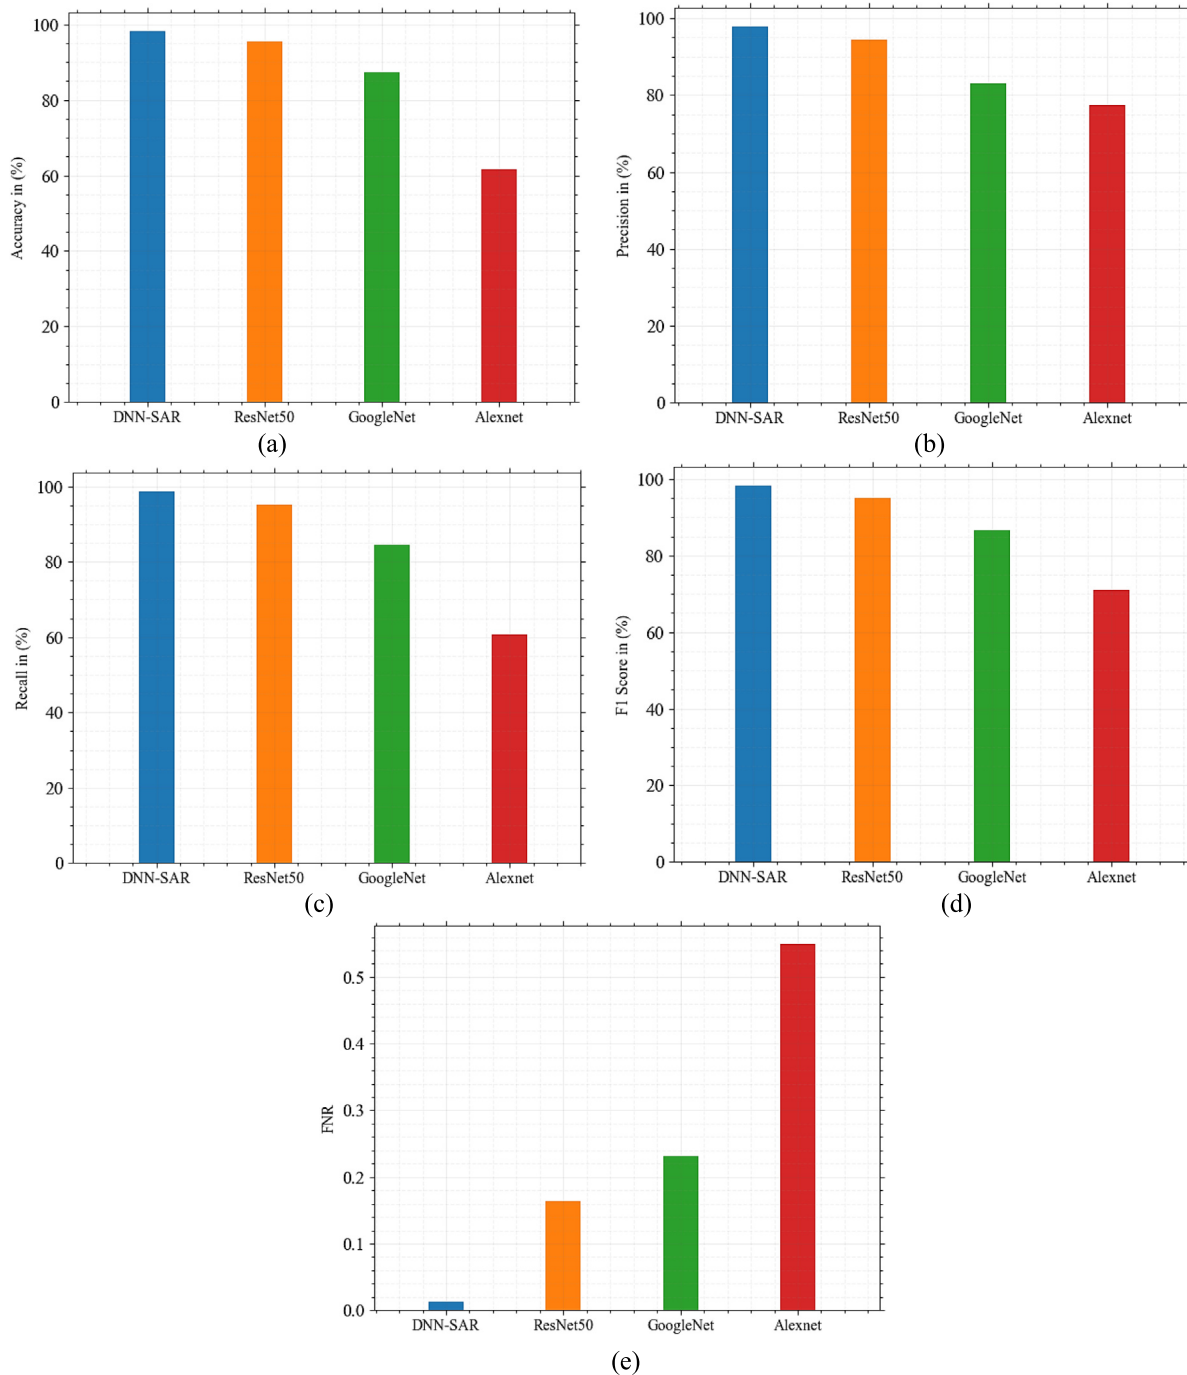 Accuracy in (%)
100
80
60
40
20
0
DNN-SAR ResNet50 GoogleNet Alexnet
(a)
Precision in (%)
100
80
60
40
20
0
DNN-SAR ResNet50 GoogleNet Alexnet
(b)
Recall in (%)
100
80
60
40
20
0
DNN-SAR ResNet50 GoogleNet Alexnet
(c)
F1 Score in (%)
100
80
60
40
20
0
DNN-SAR ResNet50 GoogleNet Alexnet
(d)
FNR
0.5
0.4
0.3
0.2
0.1
0.0
DNN-SAR ResNet50 GoogleNet Alexnet
(e)